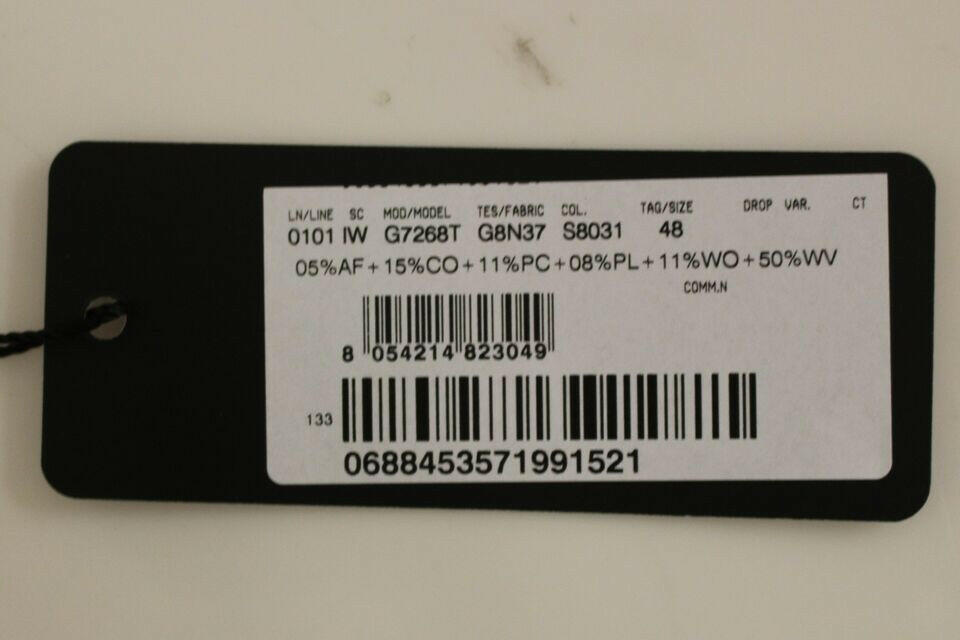 LN/LINE SC MOD/MODEL TES/FABRIC COL. TAG/SIZE DROP VAR. CT
0101 IW G7268T G8N37 S8031 48
05%AF+15%CO+11%PC+08%PL+11%WO+50%WV
COMM.N
8 054214 823049
133
0688453571991521